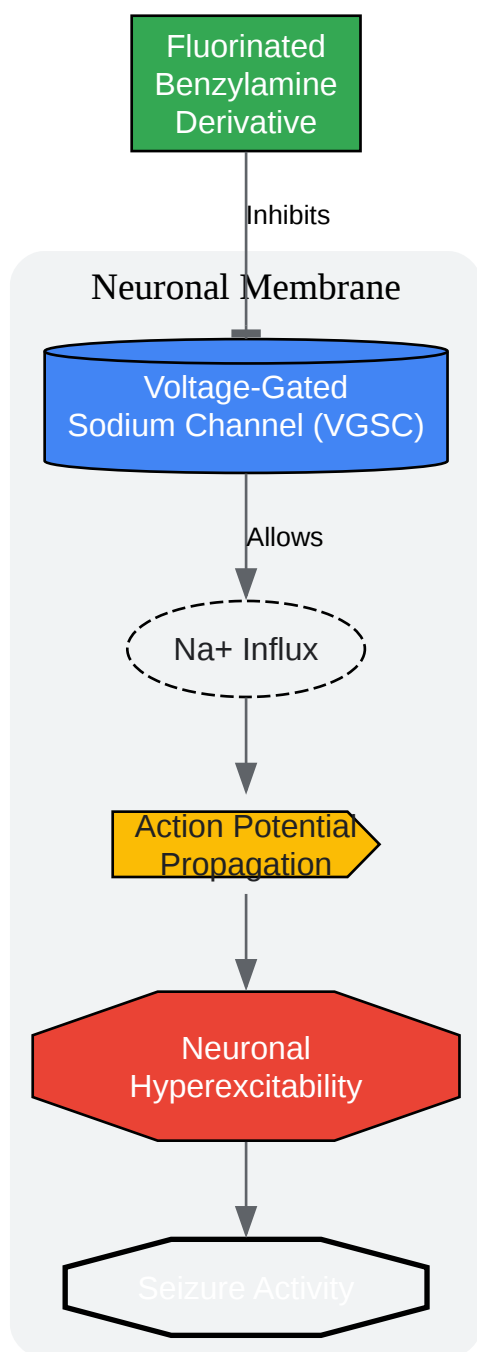 Fluorinated
Benzylamine
Derivative
Inhibits
Neuronal Membrane
Voltage-Gated
Sodium Channel (VGSC)
Allows
Na+ Influx
Action Potential
Propagation
Neuronal
Hyperexcitability
Seizure Activity